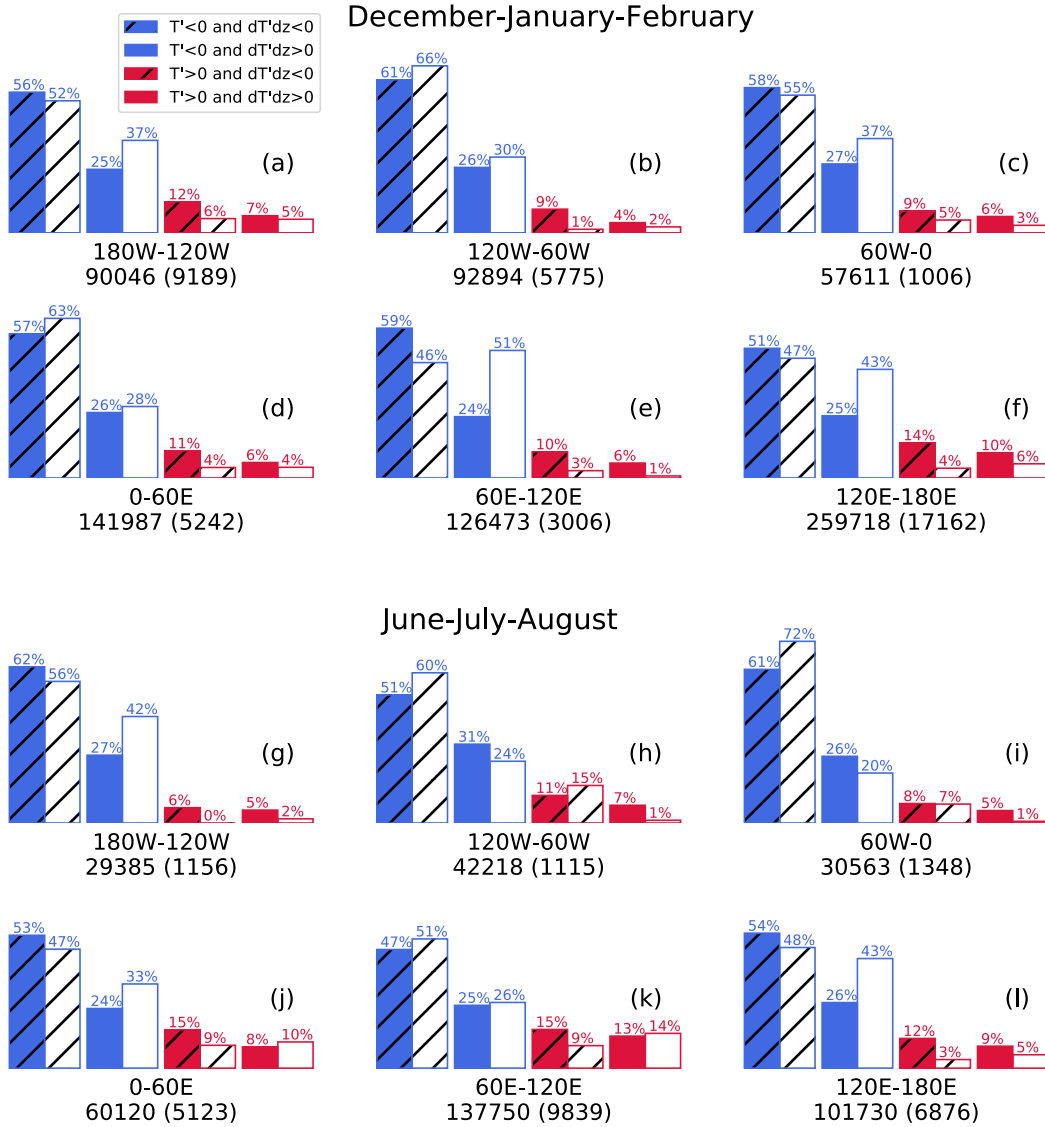 December-January-February
T'<0 and dT'dz<0
T'<0 and dT'dz>0
T'>0 and dT'dz<0
T'>0 and dT'dz>0
56% 52% 25% 37% 12% 6% 7% 5%
(a)
180W-120W
90046 (9189)
61% 66% 26% 30% 9% 1% 4% 2%
(b)
120W-60W
92894 (5775)
58% 55% 27% 37% 9% 5% 6% 3%
(c)
60W-0
57611 (1006)
57% 63% 26% 28% 11% 4% 6% 4%
(d)
0-60E
141987 (5242)
59% 46% 24% 51% 10% 3% 6% 1%
(e)
60E-120E
126473 (3006)
51% 47% 25% 43% 14% 4% 10% 6%
(f)
120E-180E
259718 (17162)
June-July-August
62% 56% 27% 42% 6% 0% 5% 2%
(g)
180W-120W
29385 (1156)
51% 60% 31% 24% 11% 15% 7% 1%
(h)
120W-60W
42218 (1115)
61% 72% 26% 20% 8% 7% 5% 1%
(i)
60W-0
30563 (1348)
53% 47% 24% 33% 15% 9% 8% 10%
(j)
0-60E
60120 (5123)
47% 51% 25% 26% 15% 9% 13% 14%
(k)
60E-120E
137750 (9839)
54% 48% 26% 43% 12% 3% 9% 5%
(l)
120E-180E
101730 (6876)